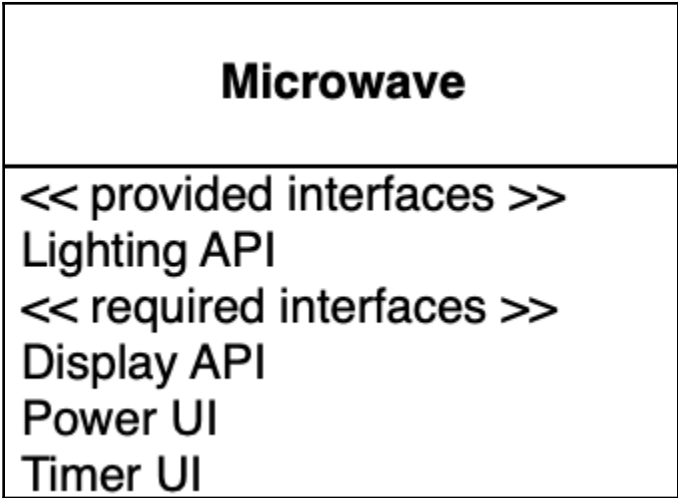 Microwave
<< provided interfaces >>
Lighting API
<< required interfaces >>
Display API
Power UI
Timer UI